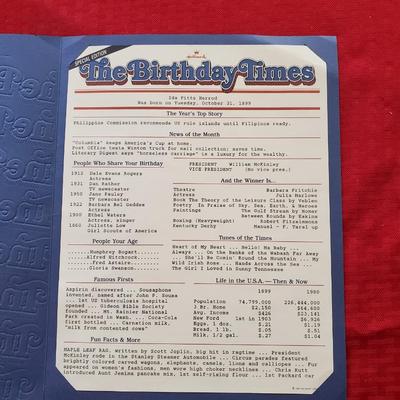 Hallmark
SPECIAL EDITION
The Birthday Times
Ida Fitts Herrod
Was Born on Tuesday, October 31, 1899
The Year's Top Story
Philippine Commission recommends US rule islands until Filipinos ready.
News of the Month
"Columbia" keeps America's Cup at home.
Post Office tests Winton truck for mail collection; saves time.
Literary Digest says "horseless carriage" is a luxury for the wealthy.
People Who Share Your Birthday
1912 Dale Evans Rogers
Actress
1931 Dan Rather
TV newscaster
1950 Jane Pauley
TV newscaster
1922 Barbara Bel Geddes
Actress
1900 Ethel Waters
Actress, singer
1860 Juliette Low
Girl Scouts of America
PRESIDENT William McKinley
VICE PRESIDENT (No vice pres.)
And the Winner Is...
Theatre Barbara Fritchie
Actress Julia Marlowe
Book The Theory of the Leisure Class by Veblen
Poetry In Praise of Sky, Sea, Earth, & Heroes
Paintings The Gulf Stream by Homer
Between Rounds by Eakins
Boxing (Heavyweight) Robert Fitzsimmons
Kentucky Derby Manuel - F. Taral up
People Your Age
Humphrey Bogart
Alfred Hitchcock
Fred Astaire
Gloria Swanson
Tunes of the Times
Heart of My Heart ... Hello! Ma Baby ...
Always ... On the Banks of the Wabash Far Away
... She'll Be Comin' Round the Mountain ... My
Wild Irish Rose ... Hands Across the Sea ...
The Girl I Loved in Sunny Tennessee
Famous Firsts
Aspirin discovered ... Sousaphone
invented, named after John P. Sousa
... 1st US tuberculosis hospital
opened ... Gideon Bible Society
founded ... Mt. Rainier National
Park created in Wash. ... Coca-Cola
first bottled ... Carnation milk,
"milk from contented cows"
Life in the U.S.A. — Then & Now
1899 1980
Population 74,799,000 226,444,000
3 Br. Home $2,150 $64,600
Avg. Income $426 $23,141
New Ford 1st in 1903 $6,926
Eggs, 1 doz. $.21 $1.19
Bread, 1 lb. $.05 $.51
Milk, 1/2 gal. $.27 $1.04
Fun Facts & More
MAPLE LEAF RAG, written by Scott Joplin, big hit in ragtime ... President
McKinley rode in the Stanley Steamer Automobile ... Circus parades featured
brightly colored wagons, elephants, camels, lions and calliopes ... Fur
appeared on women's fashions, men wore high hockey shoes ... Chris Rutt
introduced Aunt Jemima pancake mix, 1st self-rising flour ... 1st Packard car